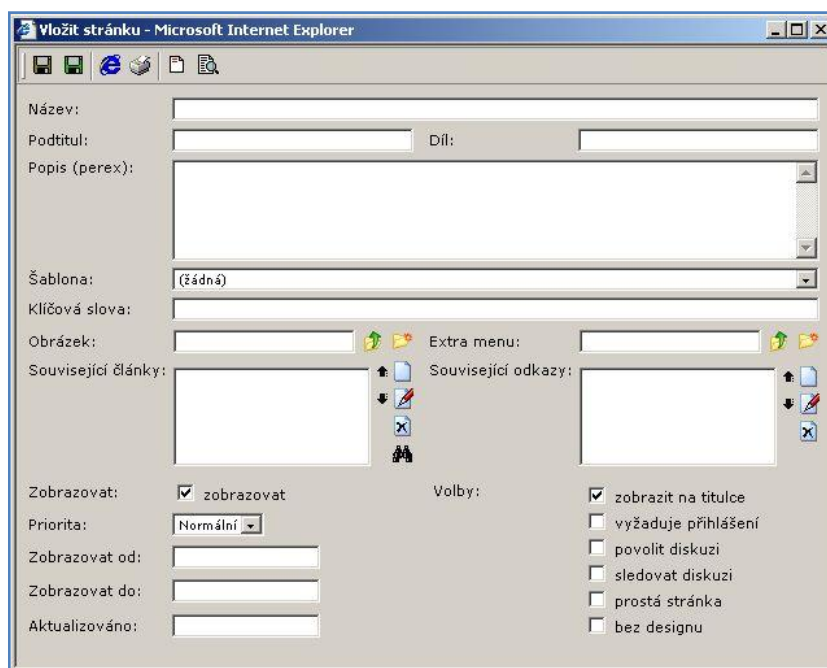 Vložit stránku - Microsoft Internet Explorer
Název:
Podtitul: Díl:
Popis (perex):
Šablona: (žádná)
Klíčová slova:
Obrázek: Extra menu:
Související články: Související odkazy:
Zobrazovat: zobrazovat Volby: zobrazit na titulce
Priorita: Normální vyžaduje přihlášení
Zobrazovat od: povolit diskuzi
sledovat diskuzi
Zobrazovat do: prostá stránka
Aktualizováno: bez designu